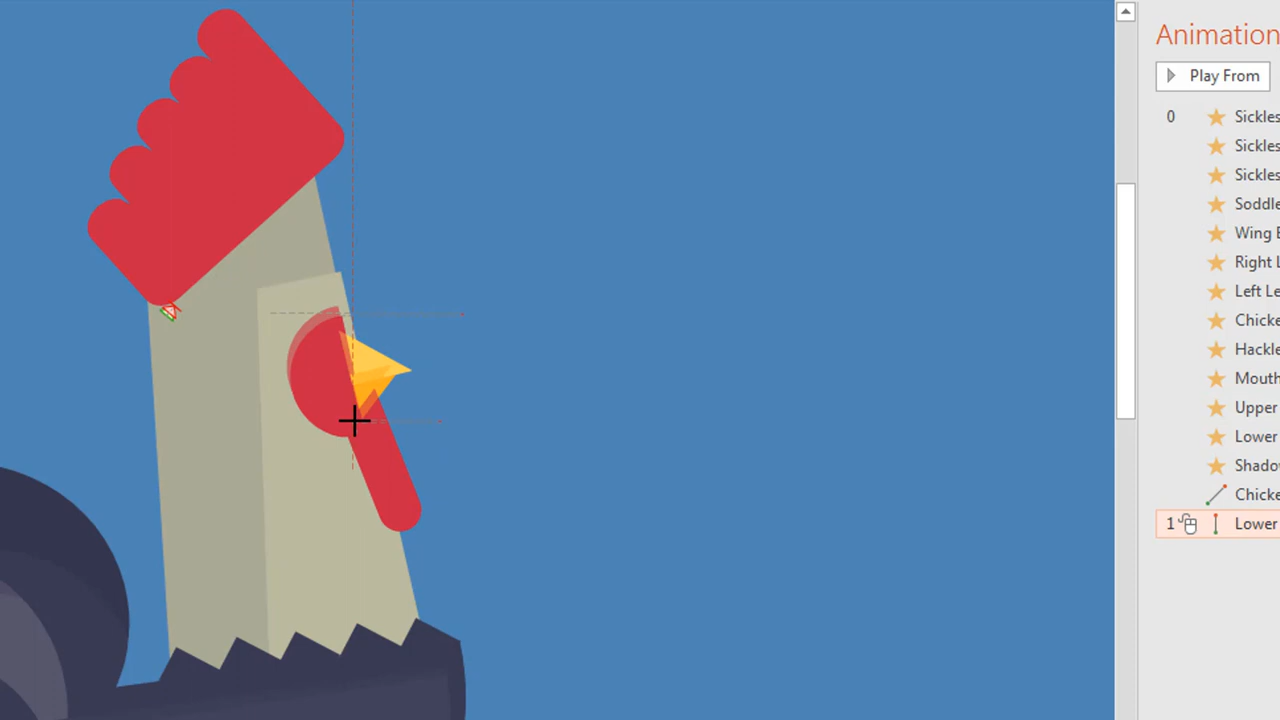 Animation
Play From
0 Sickles
Sickles
Sickles
Soddle
Wing E
Right L
Left Le
Chicke
Hackle
Mouth
Upper
Lower
Shado
Chicke
1 Lower